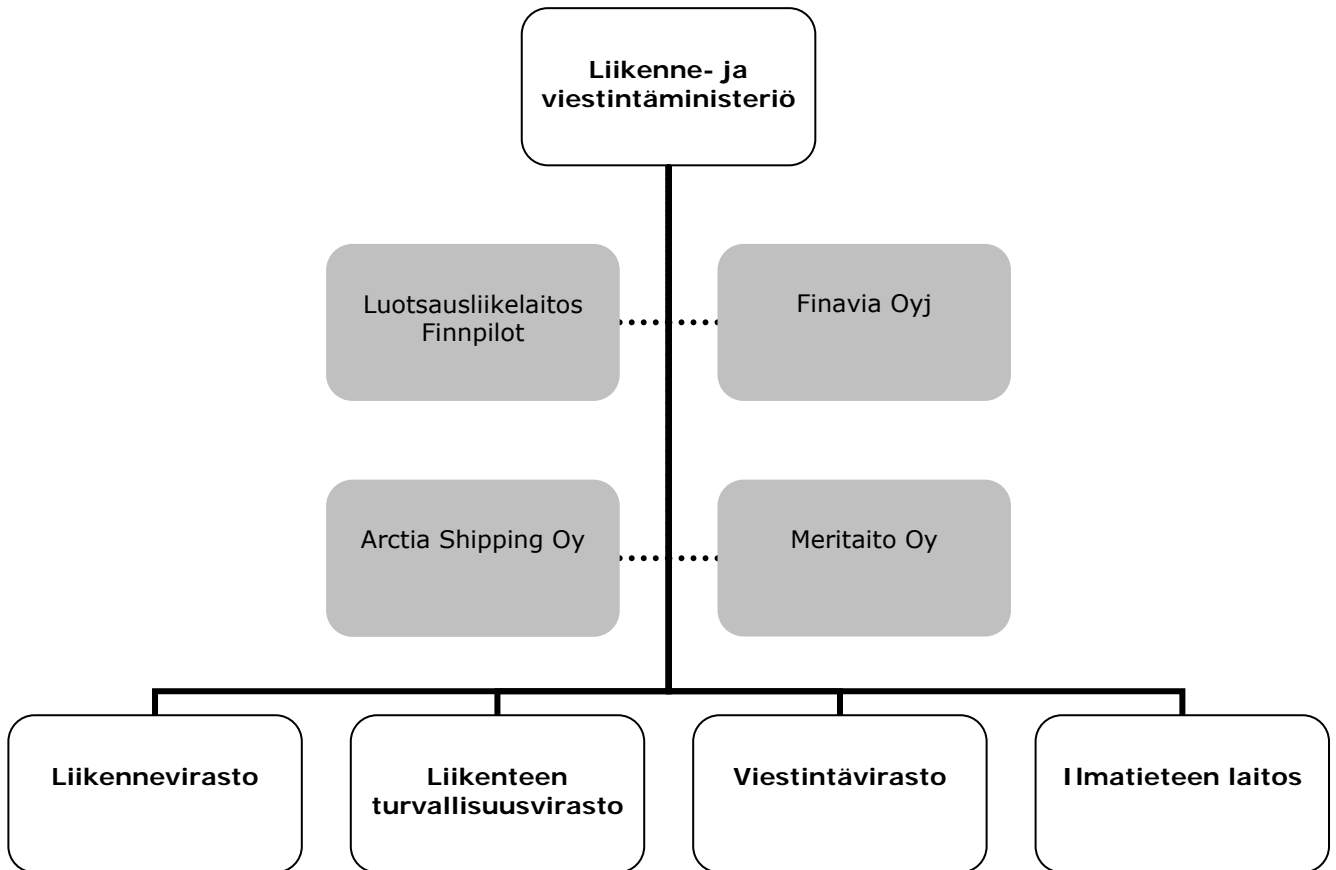 Liikenne- ja
viestintäministeriö
Luotsausliikelaitos
Finnpilot
Finavia Oyj
Arctia Shipping Oy
Meritaito Oy
Liikennevirasto
Liikenteen
turvallisuusvirasto
Viestintävirasto
Ilmatieteen laitos